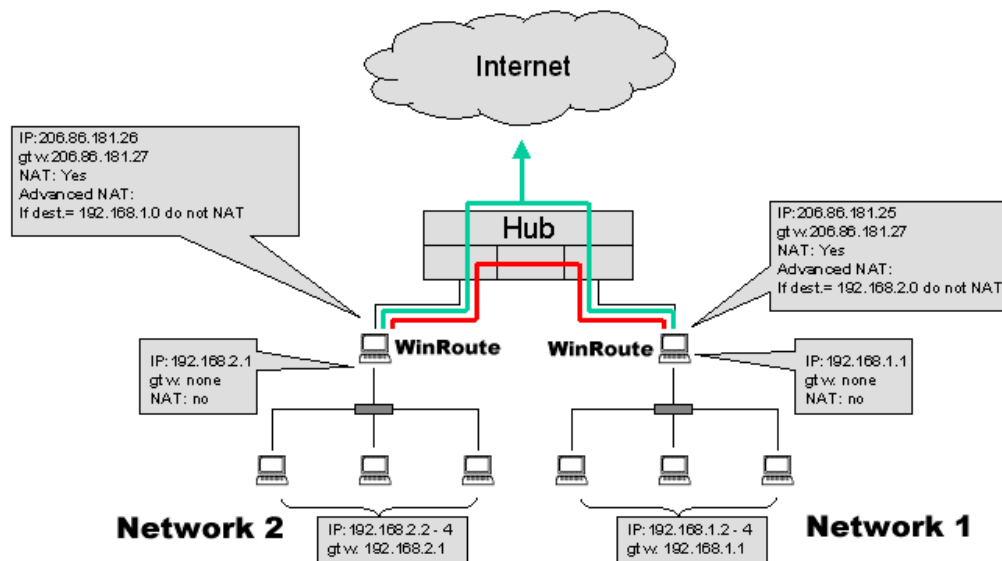 Internet
IP:206.86.181.26
gtw:206.86.181.27
NAT: Yes
Advanced NAT:
If dest.= 192.168.1.0 do not NAT
Hub
IP:206.86.181.25
gtw:206.86.181.27
NAT: Yes
Advanced NAT:
If dest.= 192.168.2.0 do not NAT
WinRoute
WinRoute
IP:192.168.2.1
gtw: none
NAT: no
IP:192.168.1.1
gtw: none
NAT: no
Network 2
IP:192.168.2.2 - 4
gtw: 192.168.2.1
IP:192.168.1.2 - 4
gtw: 192.168.1.1
Network 1